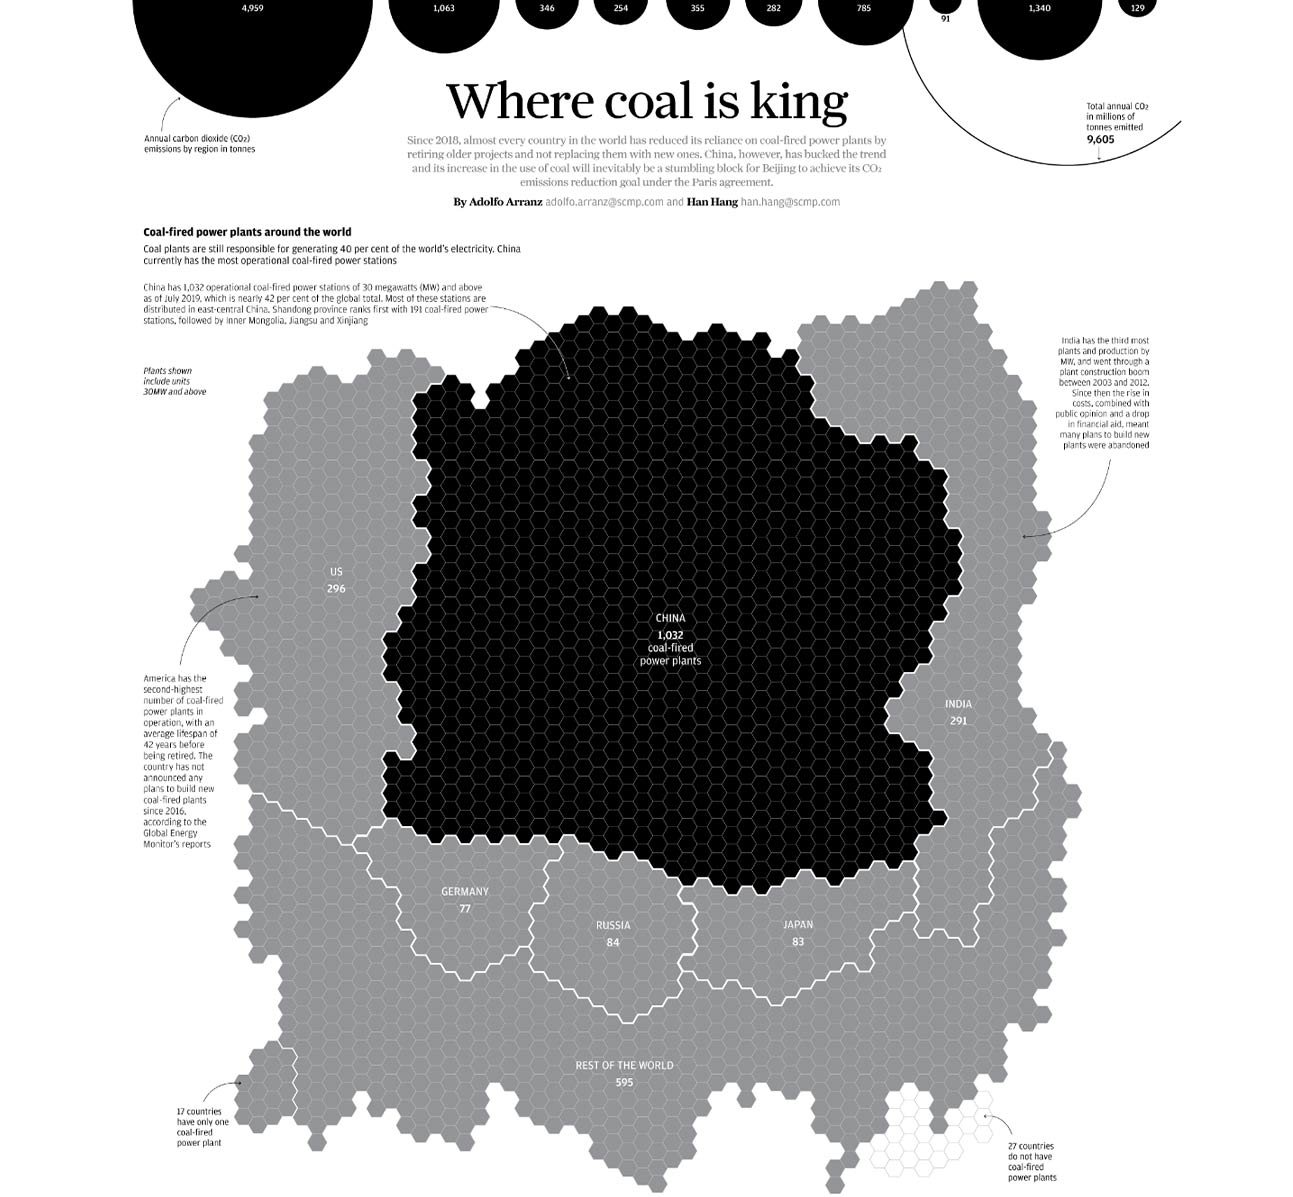 4,959
1,063
346
254
355
282
785
91
1,340
129
Where coal is king
Since 2018, almost every country in the world has reduced its reliance on coal-fired power plants by
retiring older projects and not replacing them with new ones. China, however, has bucked the trend
and its increase in the use of coal will inevitably be a stumbling block for Beijing to achieve its CO₂
emissions reduction goal under the Paris agreement.
By Adolfo Arranz adolfo.arranz@scmp.com and Han Hang han.hang@scmp.com
Annual carbon dioxide (CO₂)
emissions by region in tonnes
Total annual CO₂
in millions of
tonnes emitted
9,605
Coal-fired power plants around the world
Coal plants are still responsible for generating 40 per cent of the world's electricity. China
currently has the most operational coal-fired power stations
China has 1,032 operational coal-fired power stations of 30 megawatts (MW) and above
as of July 2019, which is nearly 42 per cent of the global total. Most of these stations are
distributed in east-central China. Shandong province ranks first with 191 coal-fired power
stations, followed by Inner Mongolia, Jiangsu and Xinjiang
Plants shown
include units
30MW and above
India has the third most
plants and production by
MW, and went through a
plant construction boom
between 2003 and 2012.
Since then the rise in
costs, combined with
public opinion and a drop
in financial aid, meant
many plans to build new
plants were abandoned
US
296
CHINA
1,032
coal-fired
power plants
INDIA
291
America has the
second-highest
number of coal-fired
power plants in
operation, with an
average lifespan of
42 years before
being retired. The
country has not
announced any
plans to build new
coal-fired plants
since 2016,
according to the
Global Energy
Monitor's reports
GERMANY
77
RUSSIA
84
JAPAN
83
REST OF THE WORLD
595
17 countries
have only one
coal-fired
power plant
27 countries
do not have
coal-fired
power plants